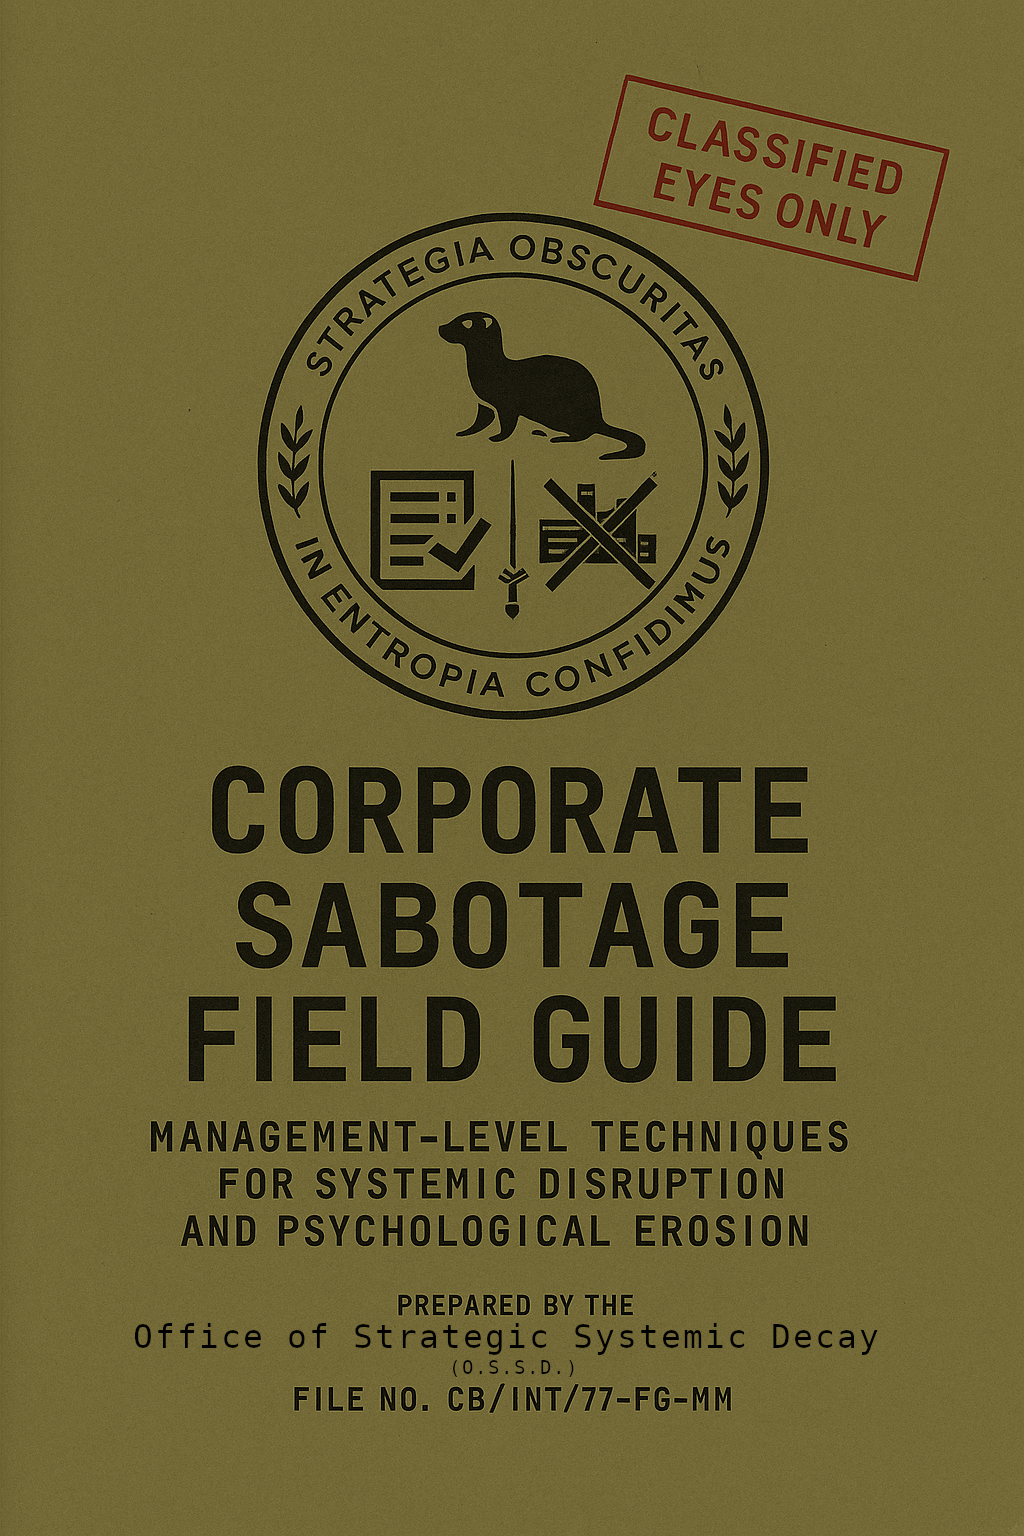 CLASSIFIED
EYES ONLY
STRATEGIA OBSCURITAS
IN ENTROPIA CONFIDIMUS
CORPORATE
SABOTAGE
FIELD GUIDE
MANAGEMENT-LEVEL TECHNIQUES
FOR SYSTEMIC DISRUPTION
AND PSYCHOLOGICAL EROSION
PREPARED BY THE
Office of Strategic Systemic Decay
(O.S.S.D.)
FILE NO. CB/INT/77-FG-MM